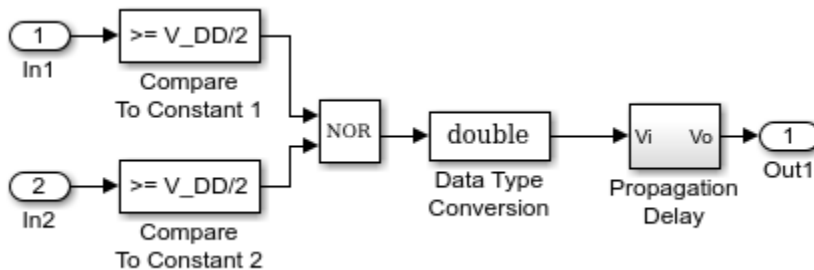 1
In1
>= V_DD/2
Compare
To Constant 1
2
In2
>= V_DD/2
Compare
To Constant 2
NOR
double
Data Type
Conversion
Vi Vo
Propagation
Delay
1
Out1